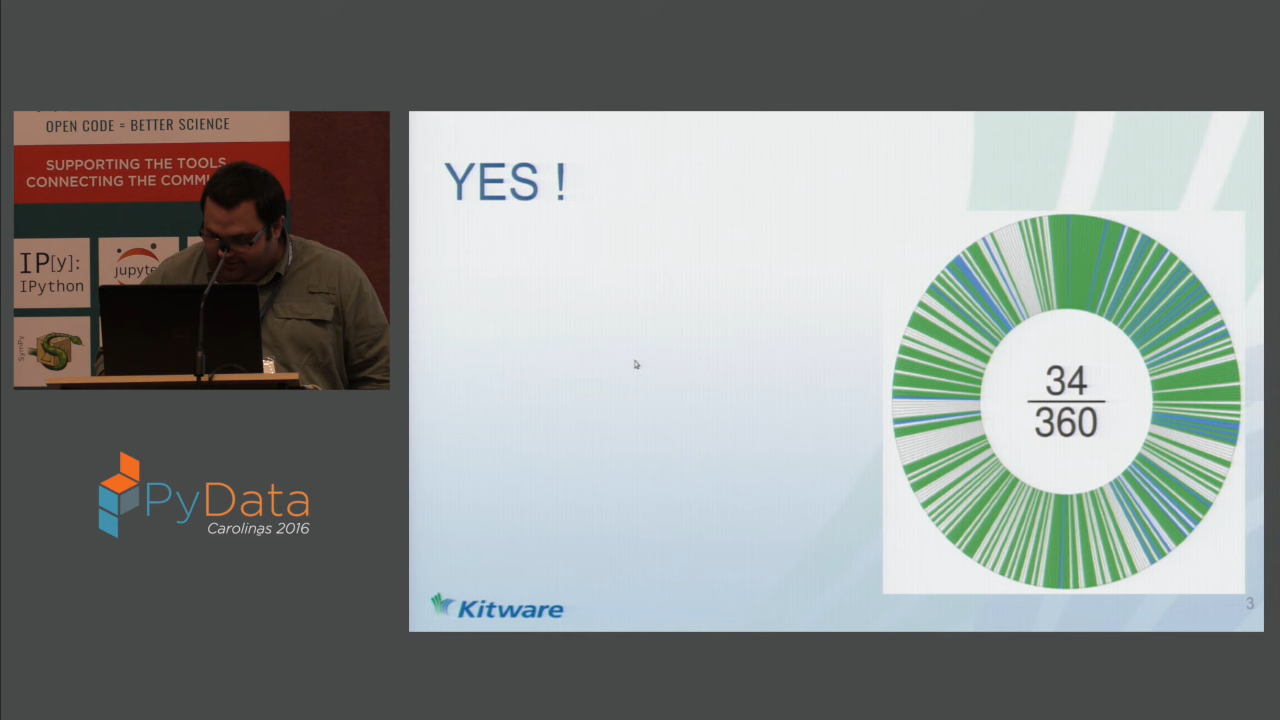 OPEN CODE = BETTER SCIENCE
SUPPORTING THE TOOLS
CONNECTING THE COMM
IP[y]:
IPython
jupyte
SymPy
PyData
Carolinas 2016
YES !
34
360
Kitware
3